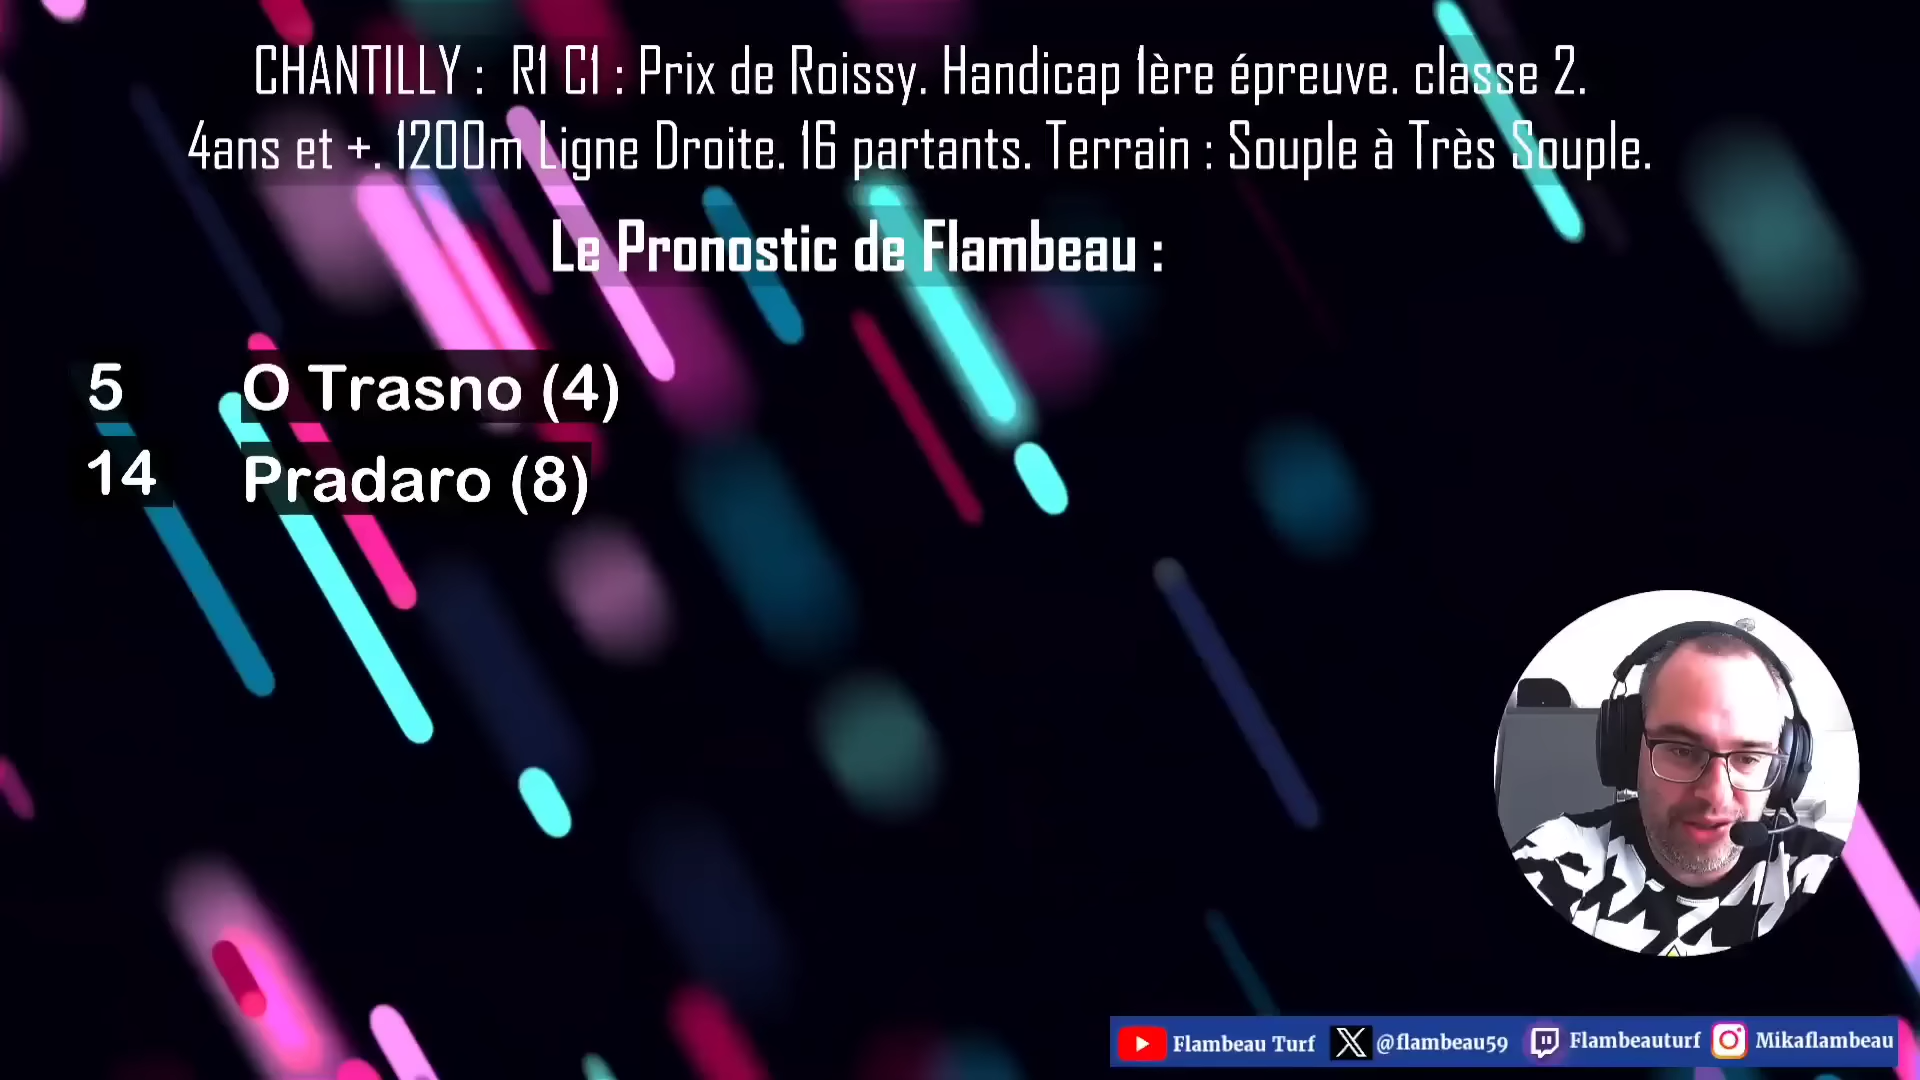 CHANTILLY : R1 C1 : Prix de Roissy. Handicap 1ère épreuve. classe 2.
4ans et +. 1200m Ligne Droite. 16 partants. Terrain : Souple à Très Souple.
Le Pronostic de Flambeau :
5 O Trasno (4)
14 Pradaro (8)
Flambeau Turf @flambeau59 Flambeauturf Mikaflambeau